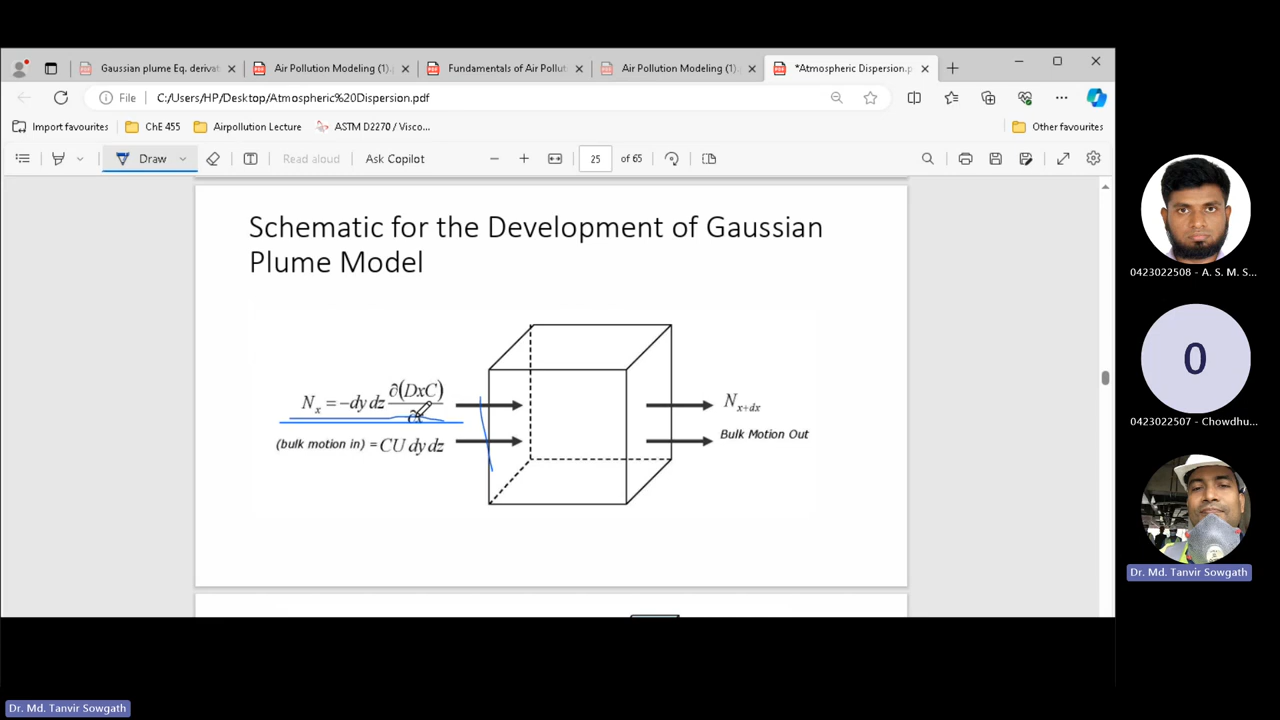 Gaussian plume Eq. derivat
Air Pollution Modeling (1).
Fundamentals of Air Pollut
Air Pollution Modeling (1)
*Atmospheric Dispersion.p
File
C:/Users/HP/Desktop/Atmospheric%20Dispersion.pdf
Import favourites
ChE 455
Airpollution Lecture
ASTM D2270 / Visco...
Other favourites
Draw
Read aloud
Ask Copilot
25
of 65
Schematic for the Development of Gaussian
Plume Model
N_x = -dy dz ∂(DxC)/∂x
(bulk motion in) = CU dy dz
N_{x+dx}
Bulk Motion Out
0423022508 - A. S. M. S...
0
0423022507 - Chowdhu...
Dr. Md. Tanvir Sowgath
Dr. Md. Tanvir Sowgath